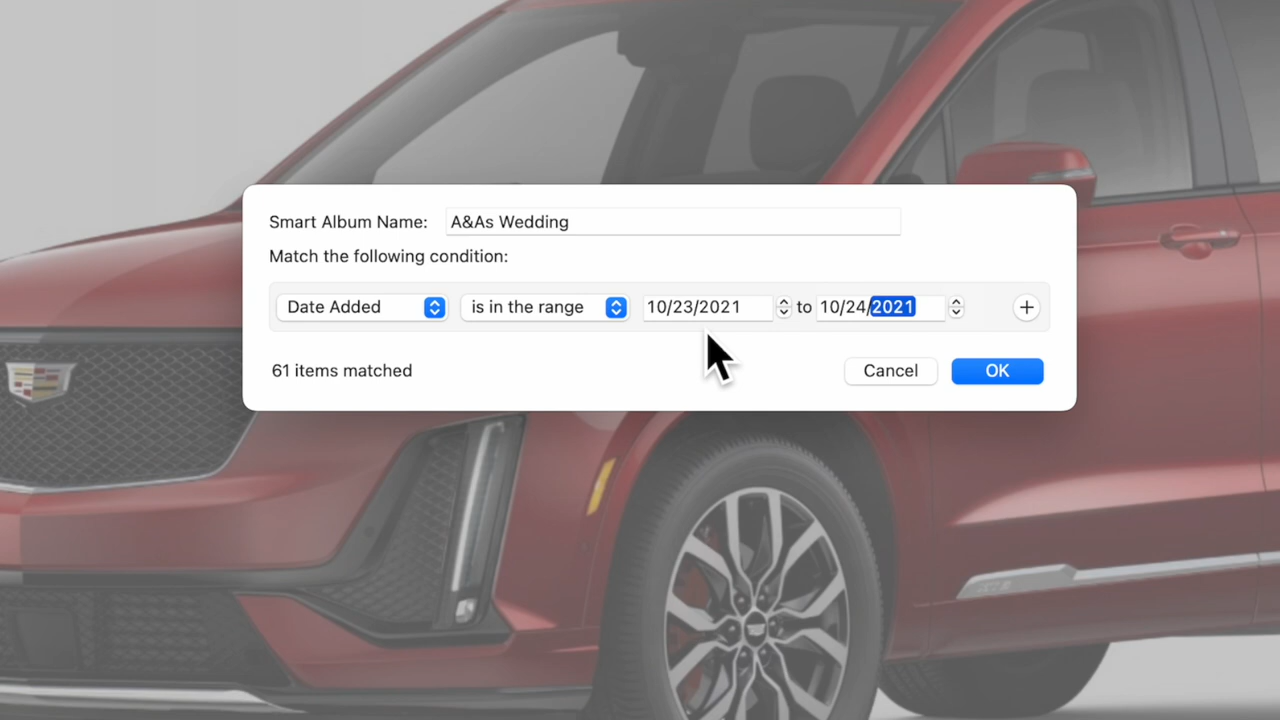 Smart Album Name: A&As Wedding
Match the following condition:
Date Added is in the range 10/23/2021 to 10/24/2021 +
61 items matched Cancel OK